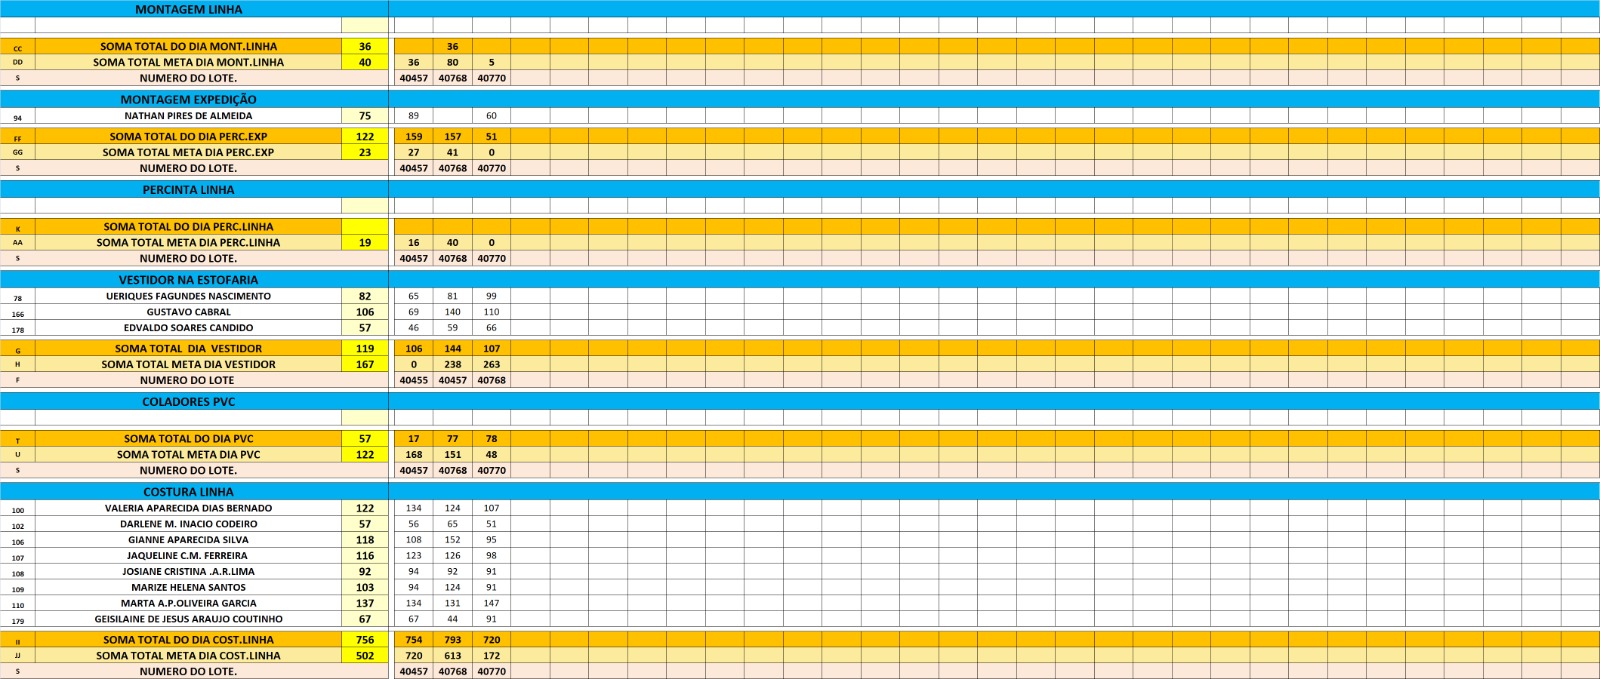 MONTAGEM LINHA
CC SOMA TOTAL DO DIA MONT.LINHA 36 36
DD SOMA TOTAL META DIA MONT.LINHA 40 36 80 5
S NUMERO DO LOTE. 40457 40768 40770
MONTAGEM EXPEDIÇÃO
94 NATHAN PIRES DE ALMEIDA 75 89 60
FF SOMA TOTAL DO DIA PERC.EXP 122 159 157 51
GG SOMA TOTAL META DIA PERC.EXP 23 27 41 0
S NUMERO DO LOTE. 40457 40768 40770
PERCINTA LINHA
K SOMA TOTAL DO DIA PERC.LINHA
AA SOMA TOTAL META DIA PERC.LINHA 19 16 40 0
S NUMERO DO LOTE. 40457 40768 40770
VESTIDOR NA ESTOFARIA
78 UERIQUES FAGUNDES NASCIMENTO 82 65 81 99
166 GUSTAVO CABRAL 106 69 140 110
178 EDVALDO SOARES CANDIDO 57 46 59 66
G SOMA TOTAL DIA VESTIDOR 119 106 144 107
H SOMA TOTAL META DIA VESTIDOR 167 0 238 263
F NUMERO DO LOTE 40455 40457 40768
COLADORES PVC
T SOMA TOTAL DO DIA PVC 57 17 77 78
U SOMA TOTAL META DIA PVC 122 168 151 48
S NUMERO DO LOTE. 40457 40768 40770
COSTURA LINHA
100 VALERIA APARECIDA DIAS BERNADO 122 134 124 107
102 DARLENE M. INACIO CODEIRO 57 56 65 51
106 GIANNE APARECIDA SILVA 118 108 152 95
107 JAQUELINE C.M. FERREIRA 116 123 126 98
108 JOSIANE CRISTINA .A.R.LIMA 92 94 92 91
109 MARIZE HELENA SANTOS 103 94 124 91
110 MARTA A.P.OLIVEIRA GARCIA 137 134 131 147
179 GEISILAINE DE JESUS ARAUJO COUTINHO 67 67 44 91
II SOMA TOTAL DO DIA COST.LINHA 756 754 793 720
JJ SOMA TOTAL META DIA COST.LINHA 502 720 613 172
S NUMERO DO LOTE. 40457 40768 40770